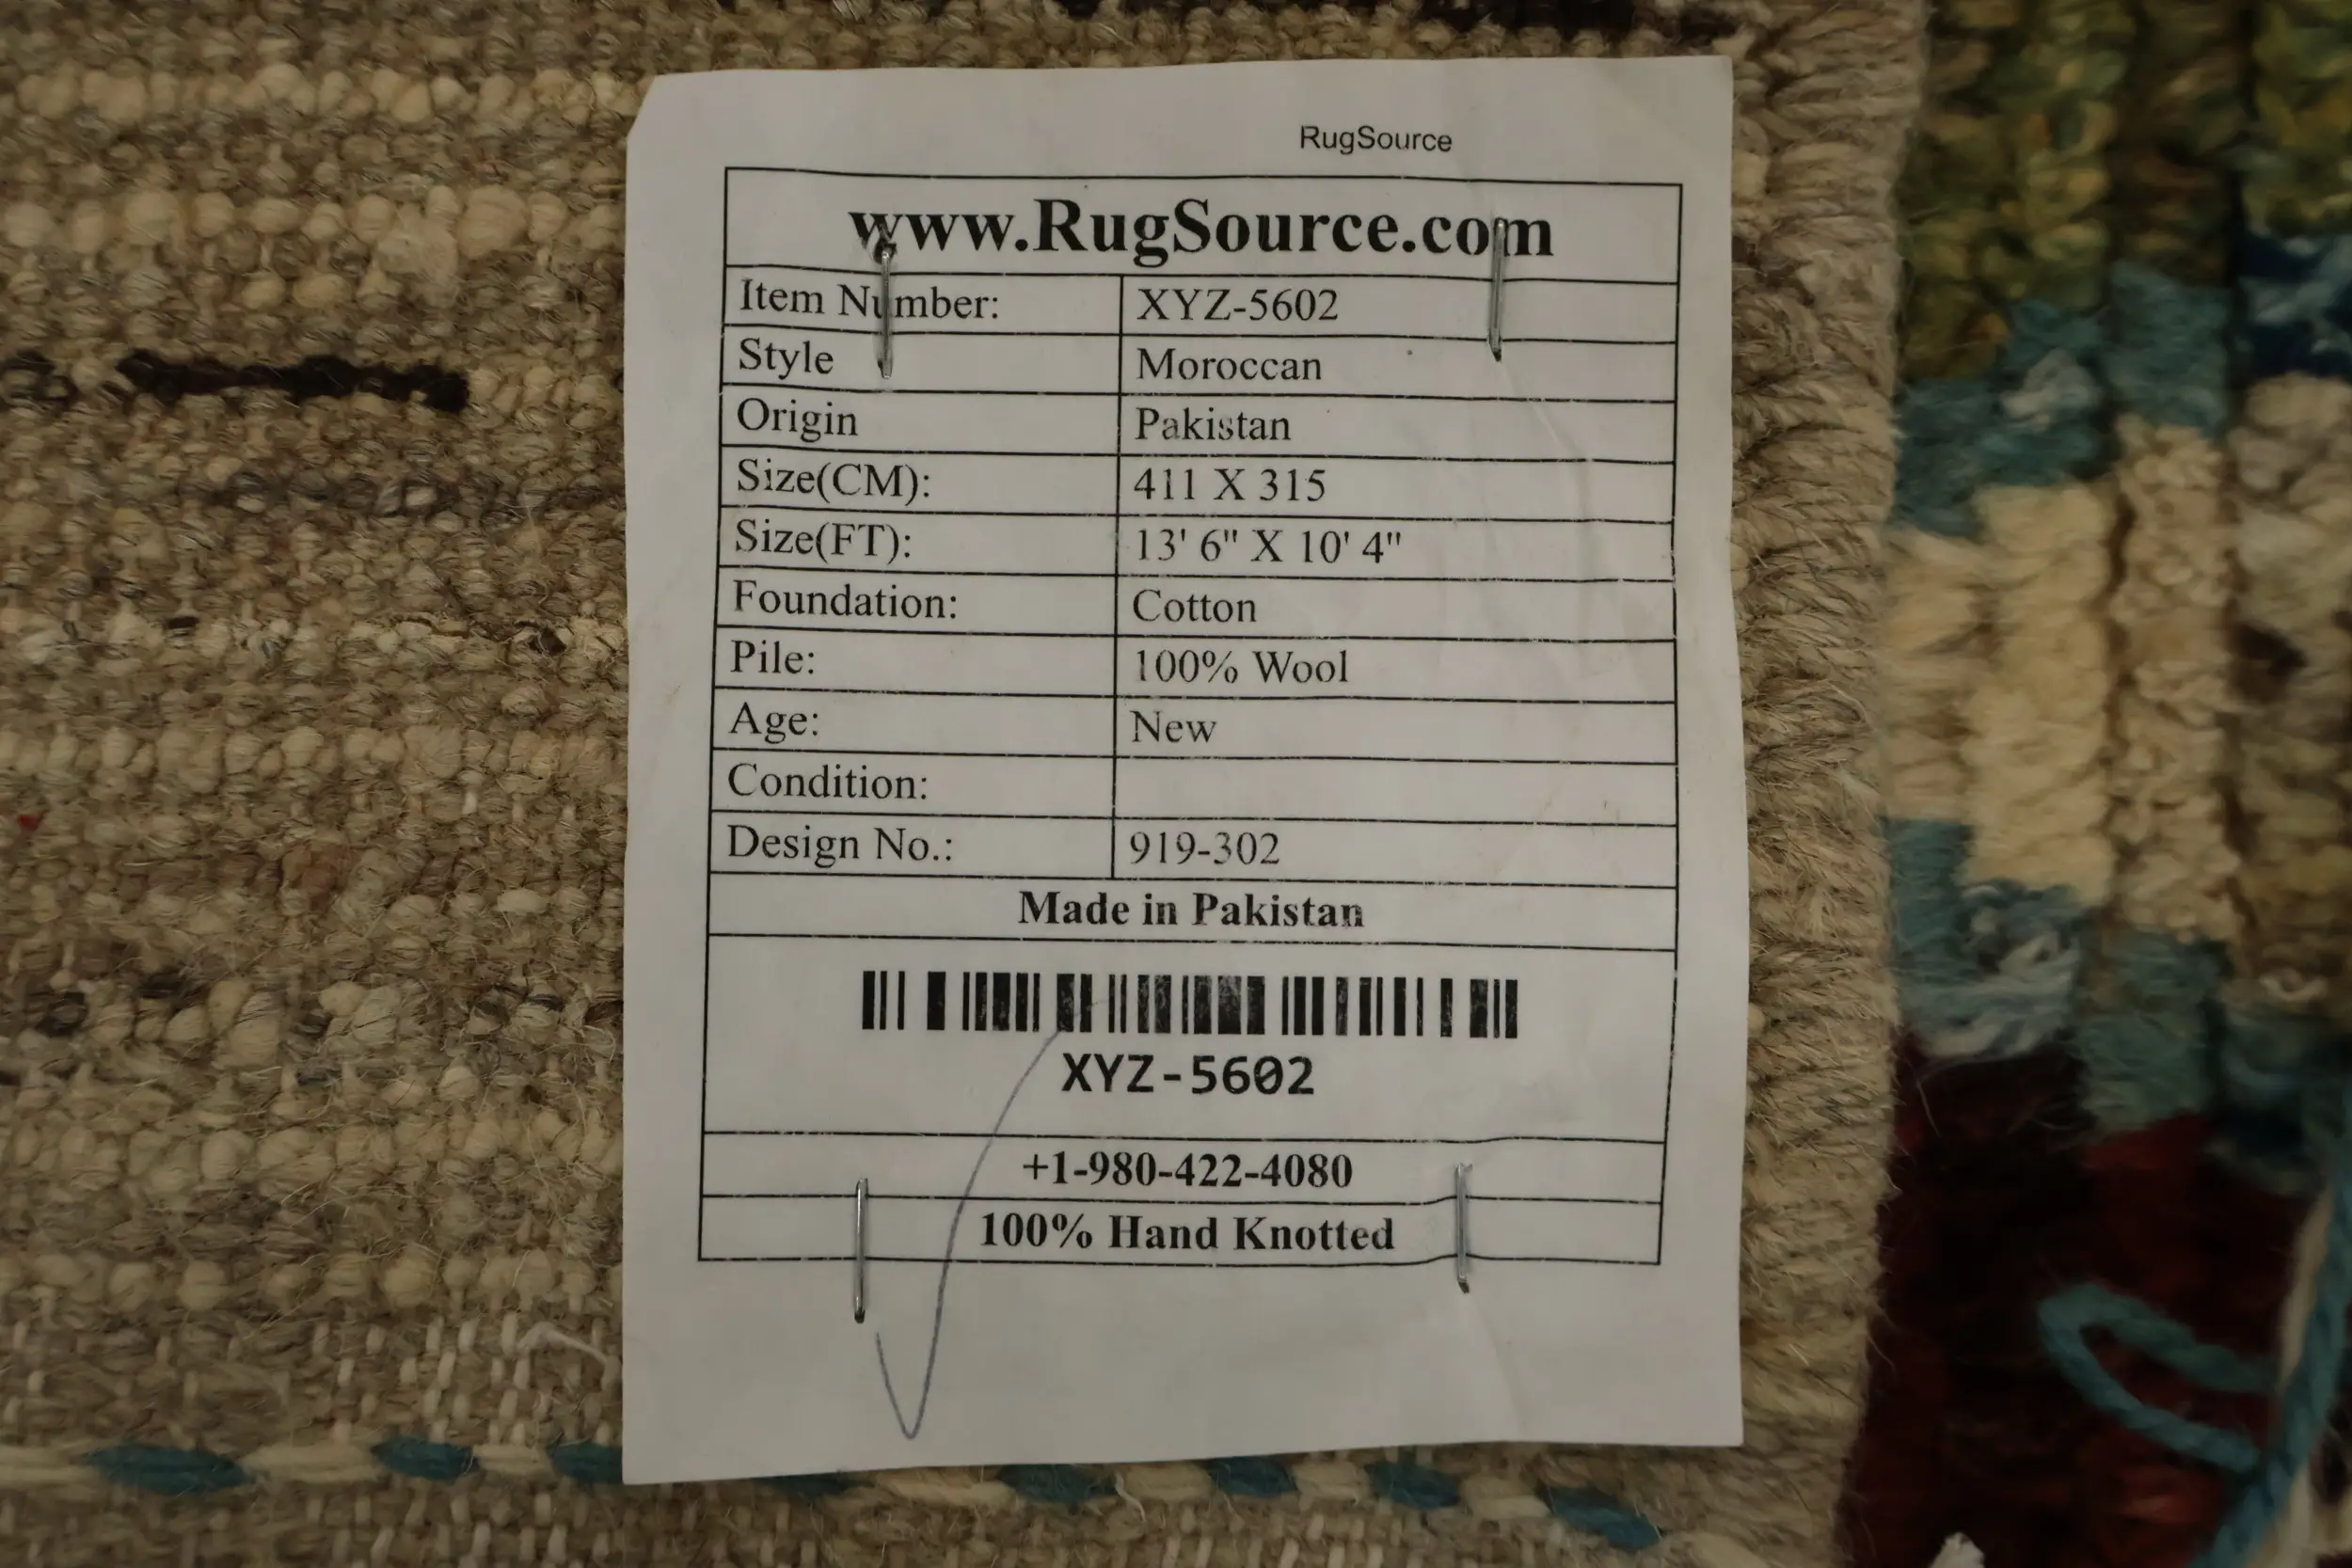 RugSource
www.RugSource.com
Item Number: XYZ-5602
Style Moroccan
Origin Pakistan
Size(CM): 411 X 315
Size(FT): 13' 6" X 10' 4"
Foundation: Cotton
Pile: 100% Wool
Age: New
Condition:
Design No.: 919-302
Made in Pakistan
XYZ-5602
+1-980-422-4080
100% Hand Knotted